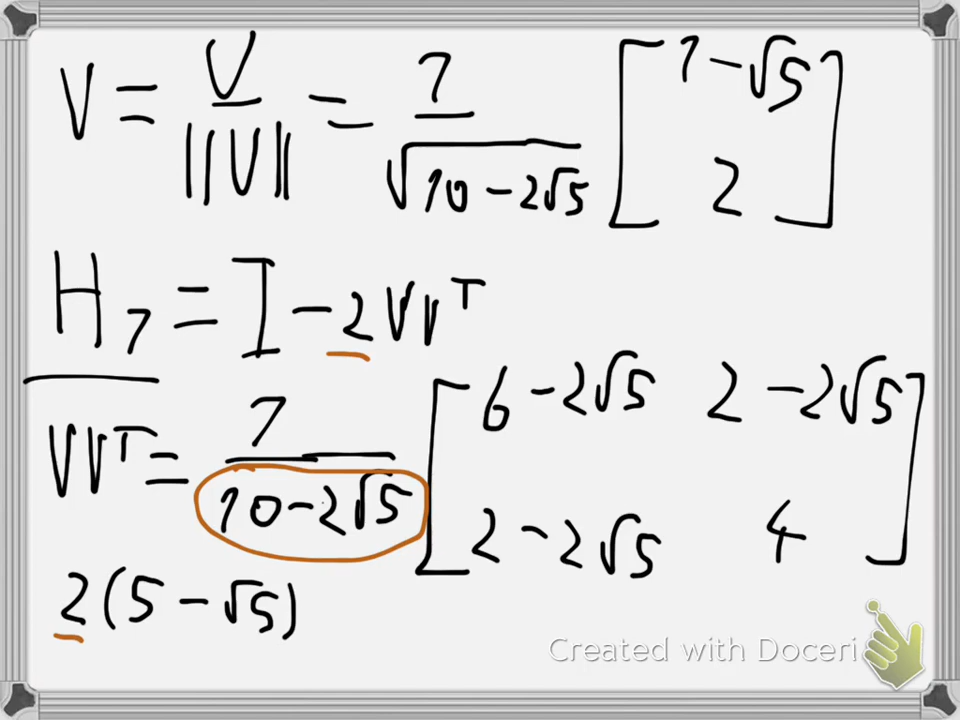 V = V/||V|| = 1/√(10 - 2√5) [1 - √5; 2]
H₁ = I - 2VVᵀ
VVᵀ = 1/(10 - 2√5) [6 - 2√5  2 - 2√5; 2 - 2√5  4]
2(5 - √5)
Created with Doceri